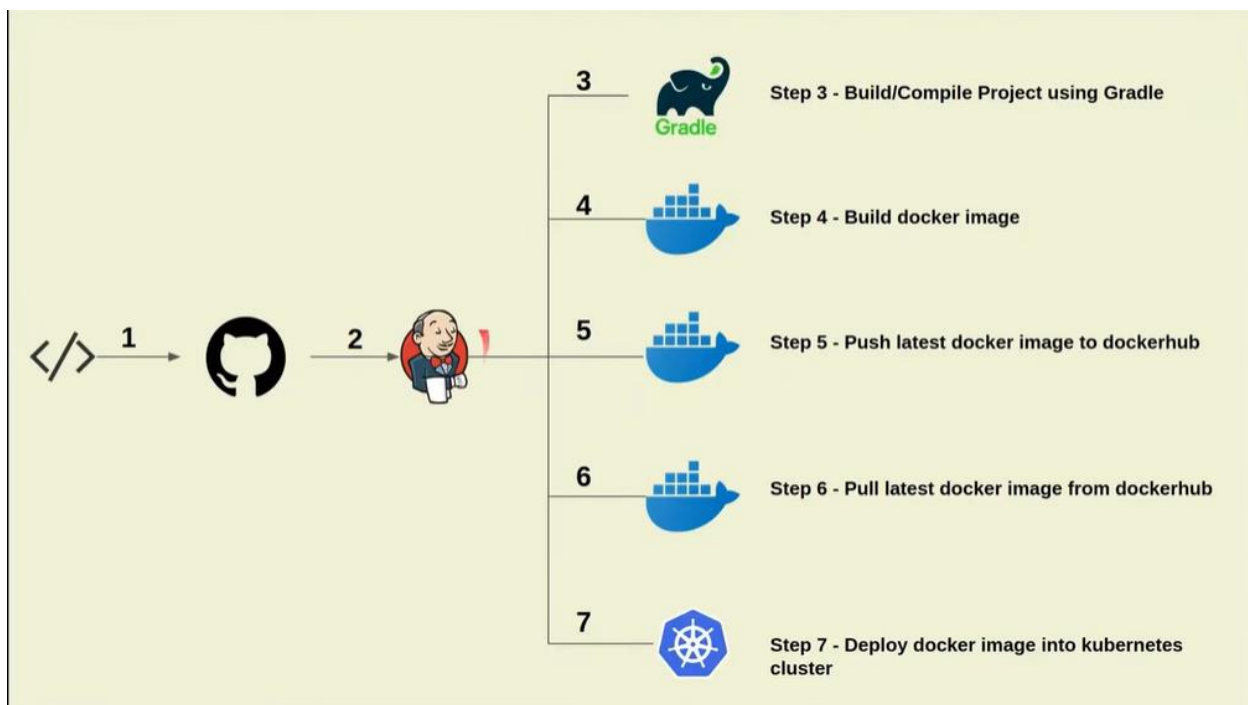 3
Gradle
Step 3 - Build/Compile Project using Gradle
4
Step 4 - Build docker image
1
2
5
Step 5 - Push latest docker image to dockerhub
6
Step 6 - Pull latest docker image from dockerhub
7
Step 7 - Deploy docker image into kubernetes
cluster